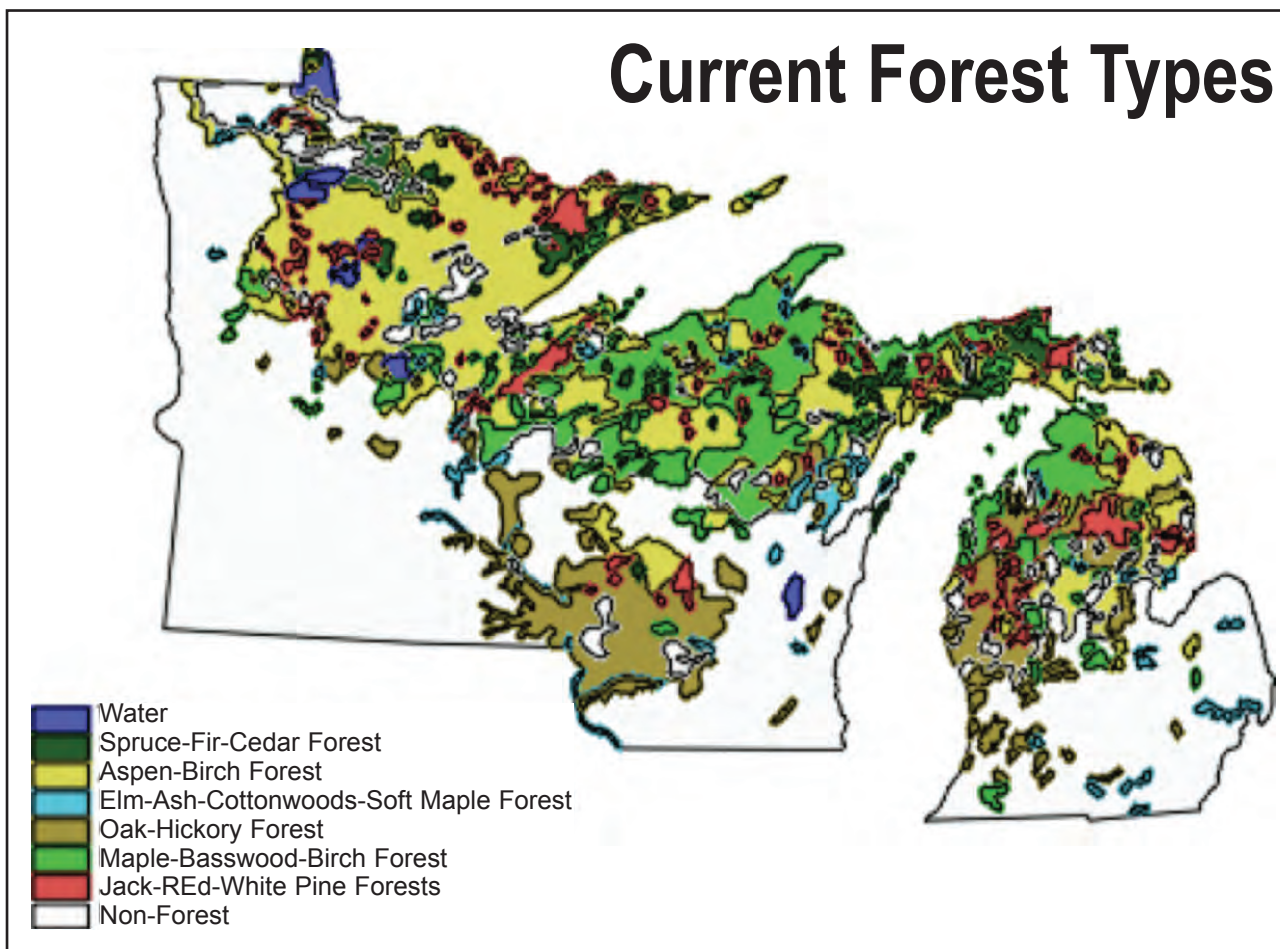 Current Forest Types
Water
Spruce-Fir-Cedar Forest
Aspen-Birch Forest
Elm-Ash-Cottonwoods-Soft Maple Forest
Oak-Hickory Forest
Maple-Basswood-Birch Forest
Jack-REd-White Pine Forests
Non-Forest